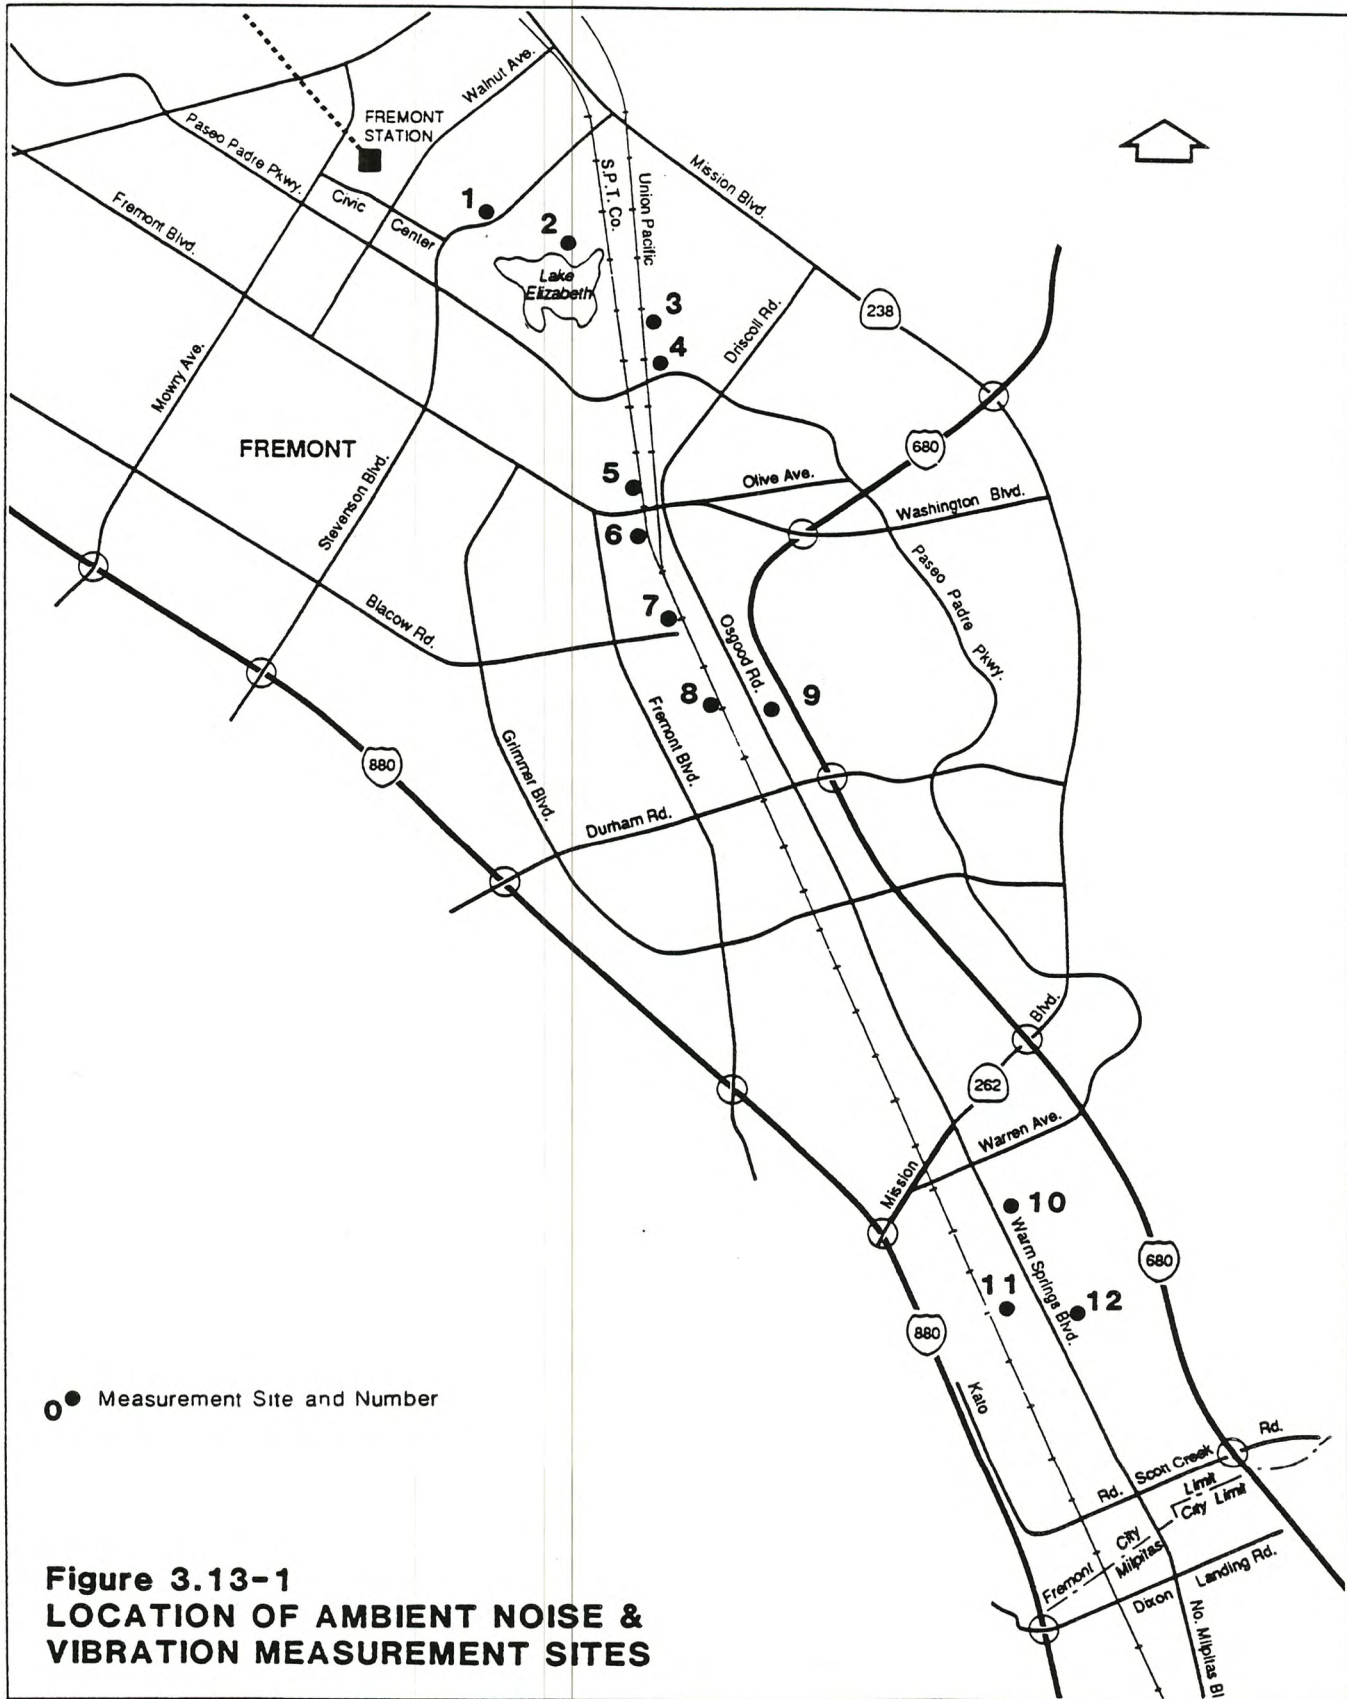 Walnut Ave.
FREMONT
STATION
Paseo Padre Pkwy.
Civic
Center
Fremont Blvd.
S.P.T. Co.
Union Pacific
Mission Blvd.
1
2
Lake
Elizabeth
3
4
Driscoll Rd.
238
Mowry Ave.
FREMONT
680
Stevenson Blvd.
5
Olive Ave.
Washington Blvd.
6
Paseo Padre Pkwy.
7
Blacow Rd.
Osgood Rd.
8
9
Fremont Blvd.
880
Grimmer Blvd.
Durham Rd.
Blvd.
262
Warren Ave.
Mission
10
Warm Springs Blvd.
680
11
12
880
Kato
Rd.
Scott Creek
Rd.
Limit
City Limit
City
Milpitas
Fremont
Dixon
Landing Rd.
No. Milpitas Bl
0 Measurement Site and Number
Figure 3.13-1
LOCATION OF AMBIENT NOISE &
VIBRATION MEASUREMENT SITES